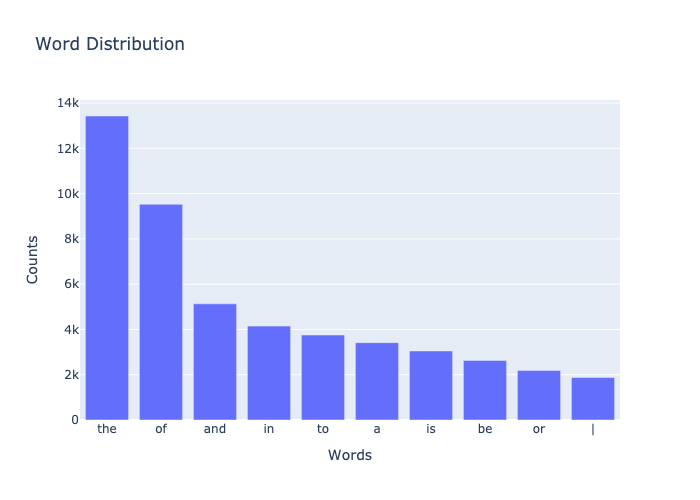 Word Distribution
14k
12k
10k
8k
6k
4k
2k
0
Counts
the of and in to a is be or |
Words